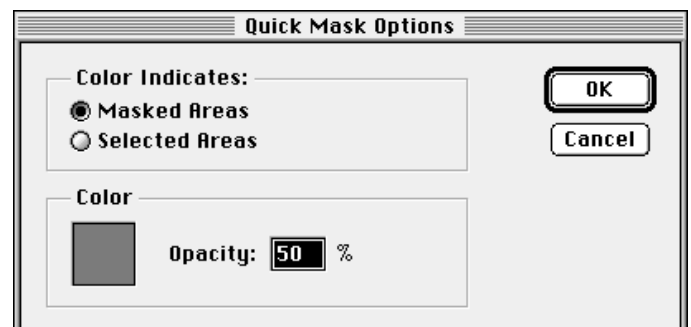 Quick Mask Options
Color Indicates:
Masked Areas
Selected Areas
OK
Cancel
Color
Opacity: 50 %